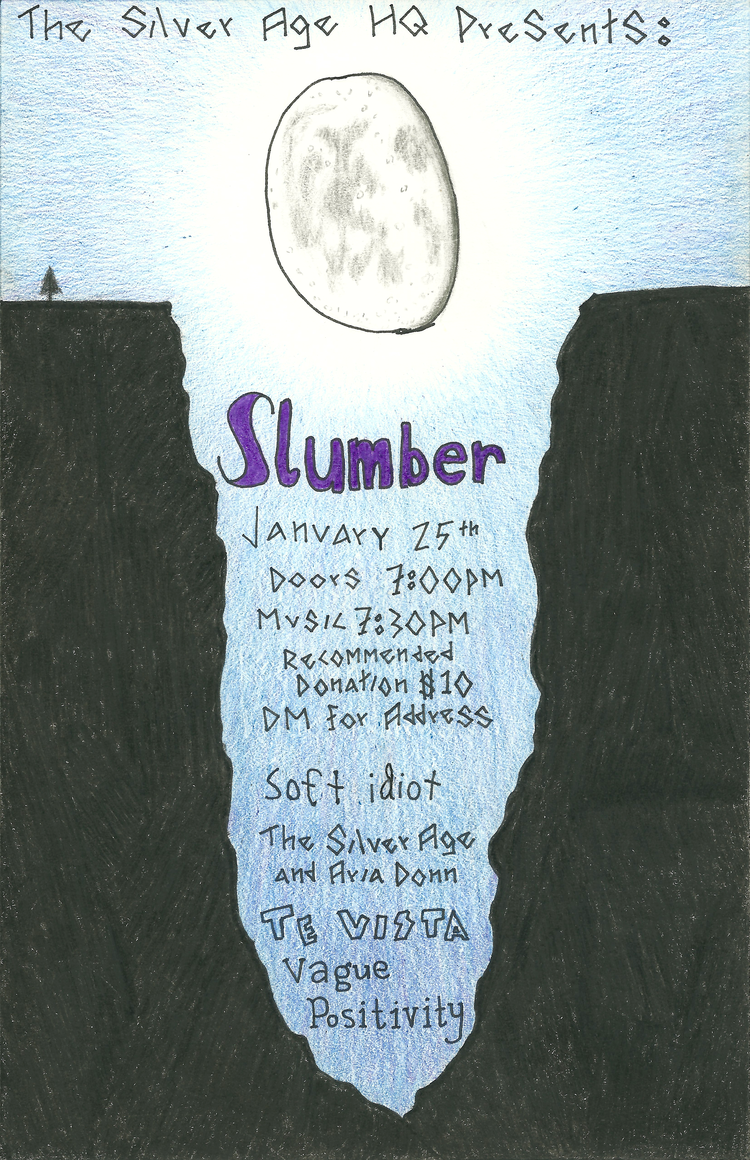 The Silver Age HQ Presents:
Slumber
January 25th
Doors 7:00PM
Music 7:30PM
Recommended
Donation $10
DM For Address
Soft idiot
The Silver Age
and Aria Donn
TE VISTA
Vague
Positivity